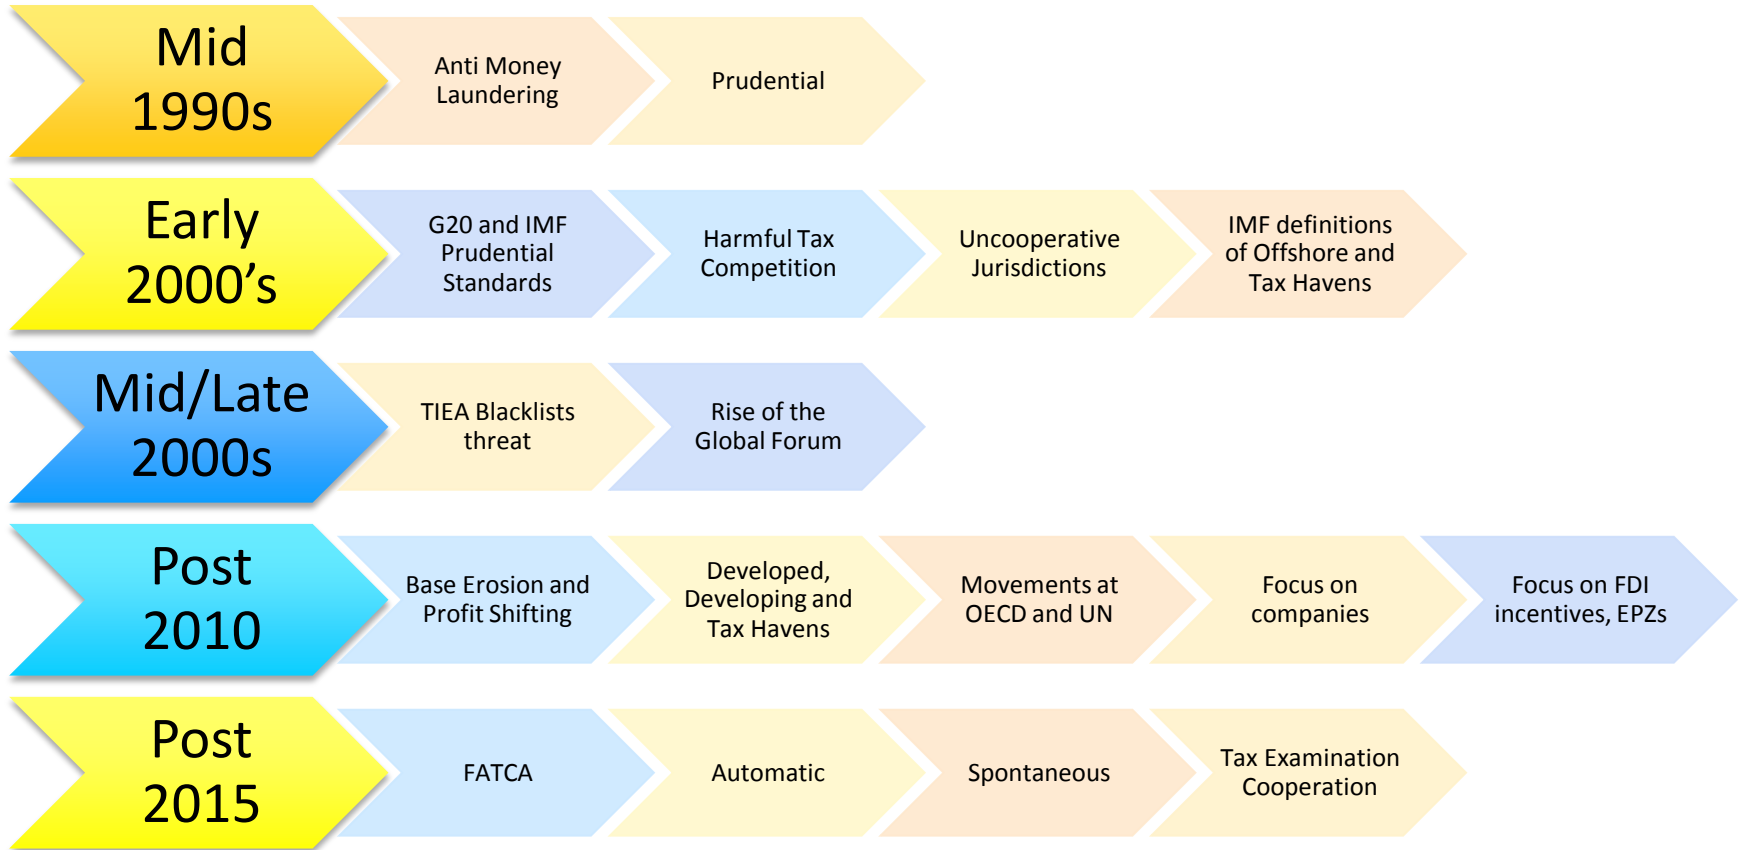 Mid
1990s
Anti Money
Laundering
Prudential
Early
2000’s
G20 and IMF
Prudential
Standards
Harmful Tax
Competition
Uncooperative
Jurisdictions
IMF definitions
of Offshore and
Tax Havens
Mid/Late
2000s
TIEA Blacklists
threat
Rise of the
Global Forum
Post
2010
Base Erosion and
Profit Shifting
Developed,
Developing and
Tax Havens
Movements at
OECD and UN
Focus on
companies
Focus on FDI
incentives, EPZs
Post
2015
FATCA
Automatic
Spontaneous
Tax Examination
Cooperation